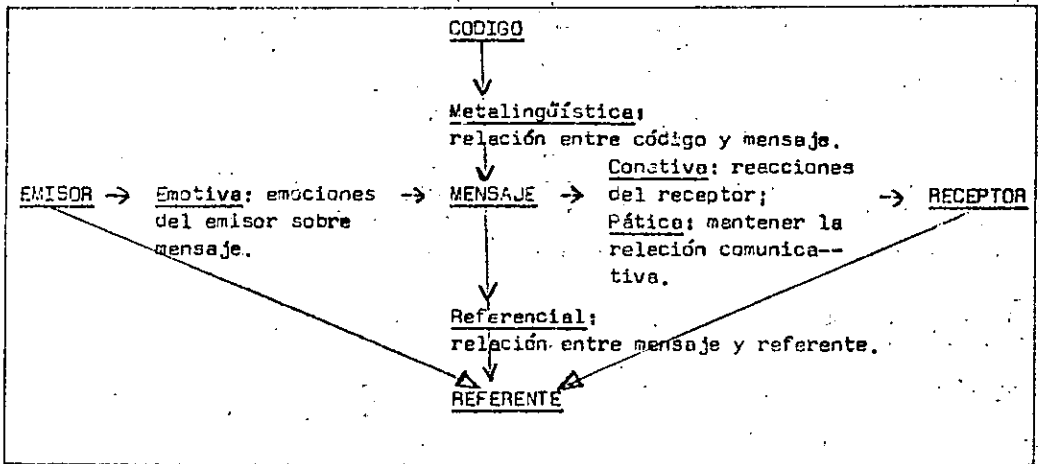 CODIGO
Metalingüística:
relación entre código y mensaje.
EMISOR → Emotiva: emociones → MENSAJE → Conativa: reacciones → RECEPTOR
del emisor sobre
mensaje.
del receptor;
Fática: mantener la
relación comunica--
tiva.
Referencial:
relación entre mensaje y referente.
REFERENTE